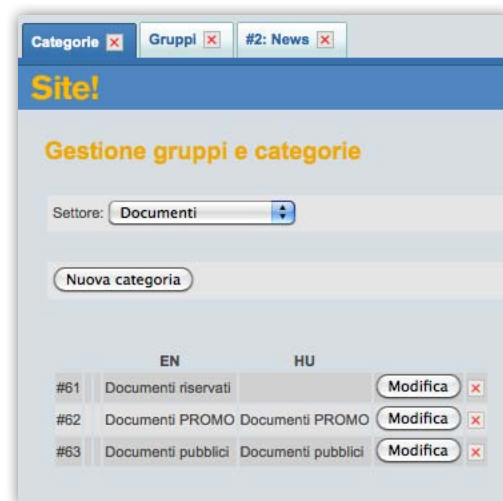 Categorie Gruppi #2: News
Site!
Gestione gruppi e categorie
Settore: Documenti
Nuova categoria
EN HU
#61 Documenti riservati Modifica
#62 Documenti PROMO Documenti PROMO Modifica
#63 Documenti pubblici Documenti pubblici Modifica